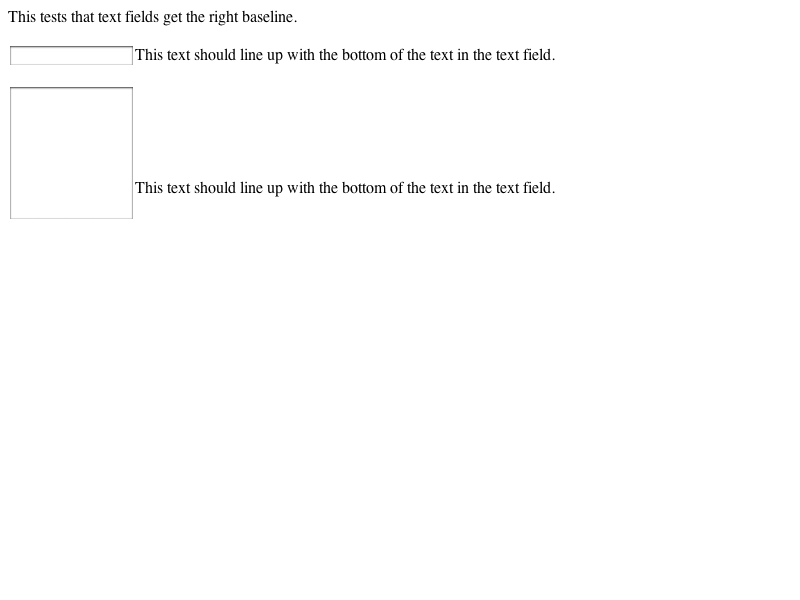 This tests that text fields get the right baseline.
This text should line up with the bottom of the text in the text field.
This text should line up with the bottom of the text in the text field.